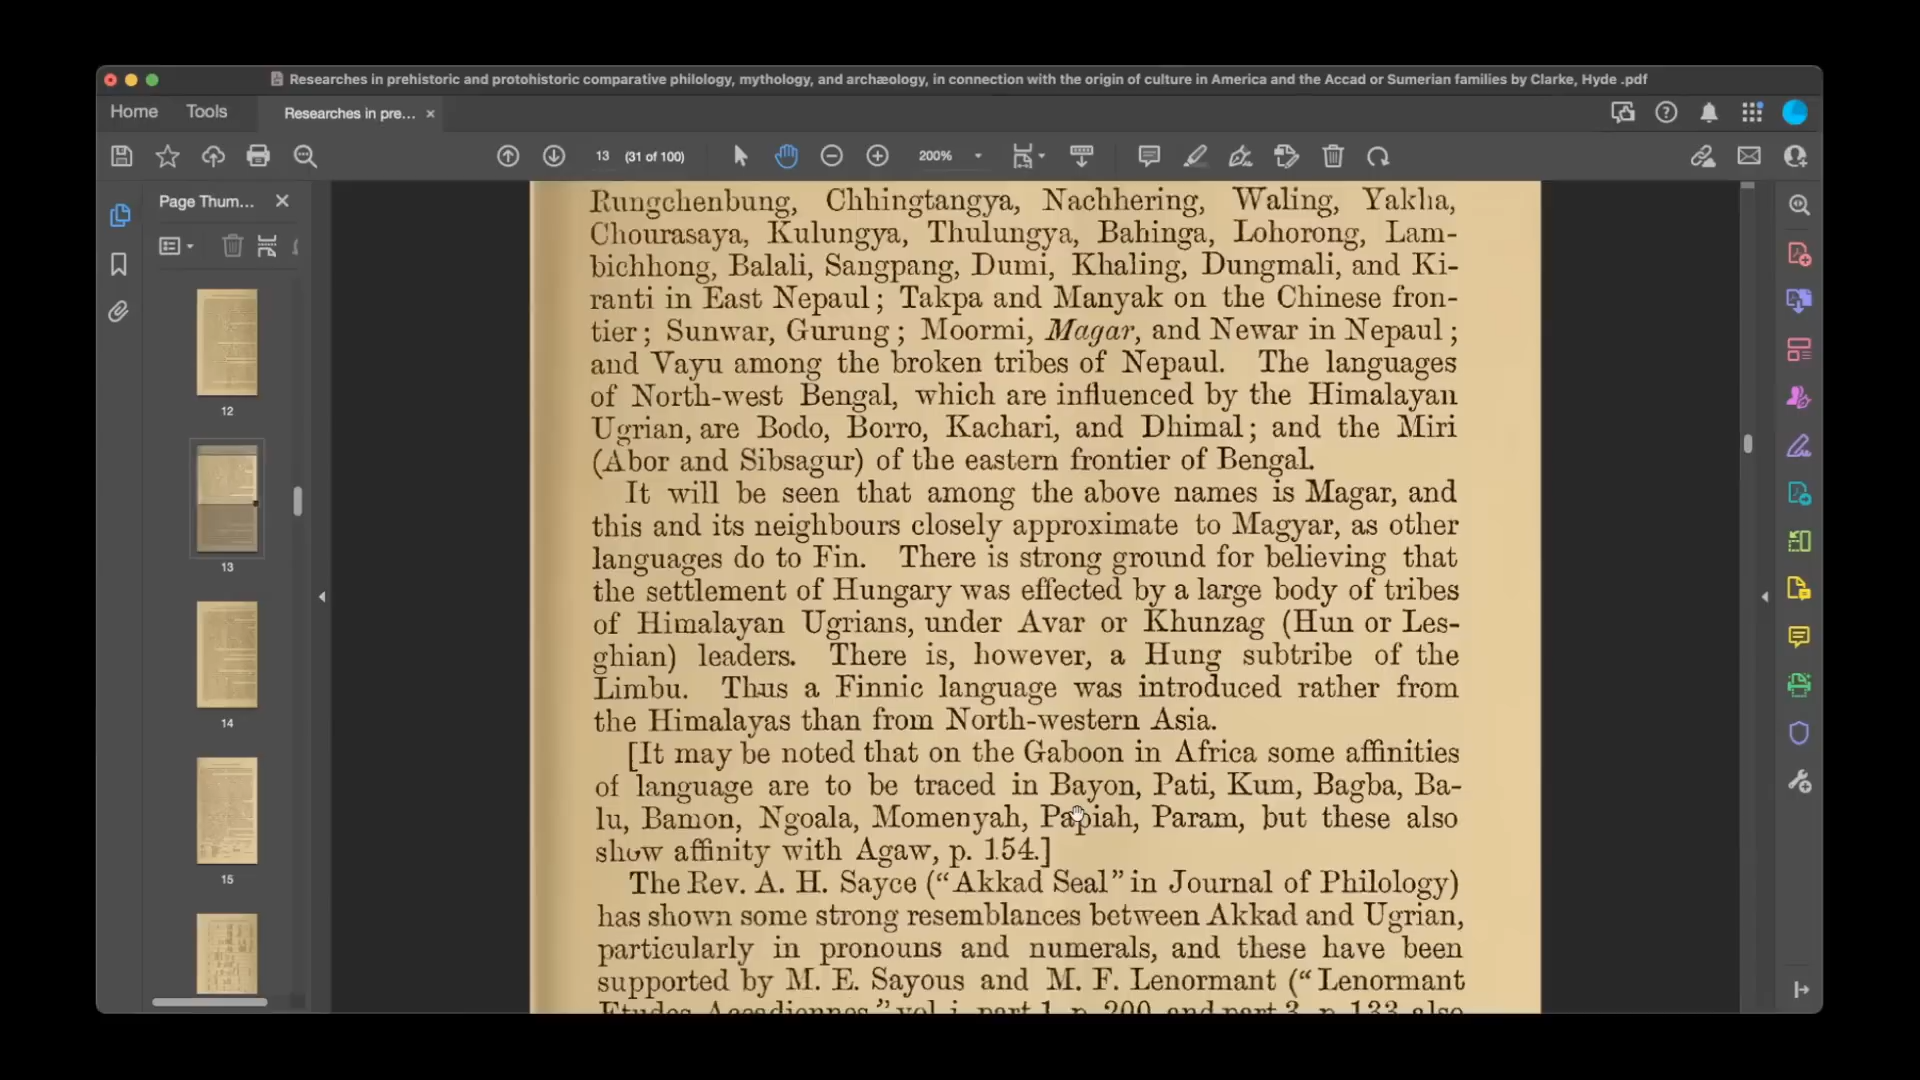 Researches in prehistoric and protohistoric comparative philology, mythology, and archæology, in connection with the origin of culture in America and the Accad or Sumerian families by Clarke, Hyde .pdf
Home
Tools
Researches in pre...
13
(31 of 100)
200%
Page Thum...
12
13
14
15
Rungchenbung, Chhingtangya, Nachhering, Waling, Yakha,
Chourasaya, Kulungya, Thulungya, Bahinga, Lohorong, Lam-
bichhong, Balali, Sangpang, Dumi, Khaling, Dungmali, and Ki-
ranti in East Nepaul; Takpa and Manyak on the Chinese fron-
tier; Sunwar, Gurung; Moormi, Magar, and Newar in Nepaul;
and Vayu among the broken tribes of Nepaul. The languages
of North-west Bengal, which are influenced by the Himalayan
Ugrian, are Bodo, Borro, Kachari, and Dhimal; and the Miri
(Abor and Sibsagur) of the eastern frontier of Bengal.
It will be seen that among the above names is Magar, and
this and its neighbours closely approximate to Magyar, as other
languages do to Fin. There is strong ground for believing that
the settlement of Hungary was effected by a large body of tribes
of Himalayan Ugrians, under Avar or Khunzag (Hun or Les-
ghian) leaders. There is, however, a Hung subtribe of the
Limbu. Thus a Finnic language was introduced rather from
the Himalayas than from North-western Asia.
[It may be noted that on the Gaboon in Africa some affinities
of language are to be traced in Bayon, Pati, Kum, Bagba, Ba-
lu, Bamon, Ngoala, Momenyah, Papiah, Param, but these also
show affinity with Agaw, p. 154.]
The Rev. A. H. Sayce ("Akkad Seal" in Journal of Philology)
has shown some strong resemblances between Akkad and Ugrian,
particularly in pronouns and numerals, and these have been
supported by M. E. Sayous and M. F. Lenormant ("Lenormant
Etudes Accadiennes," vol. i. part 1, p. 200, and part 3, p. 133, also